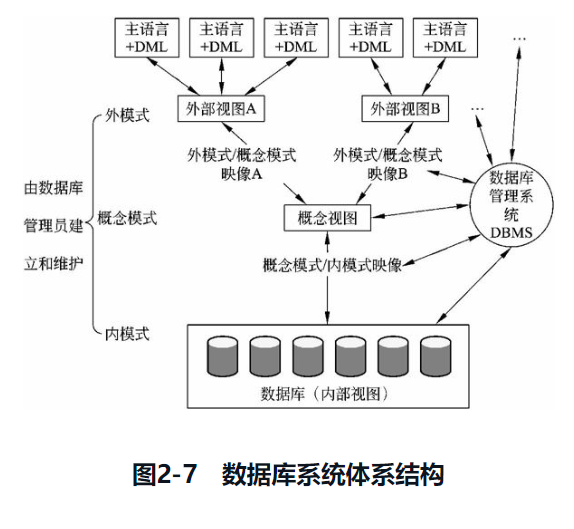 主语言
+DML
主语言
+DML
主语言
+DML
主语言
+DML
主语言
+DML
...
外模式
外部视图A
外部视图B
...
外模式/概念模式
映像A
外模式/概念模式
映像B
数据库
管理系
统
DBMS
由数据库
管理员建
立和维护
概念模式
概念视图
概念模式/内模式映像
内模式
数据库（内部视图）
图2-7 数据库系统体系结构